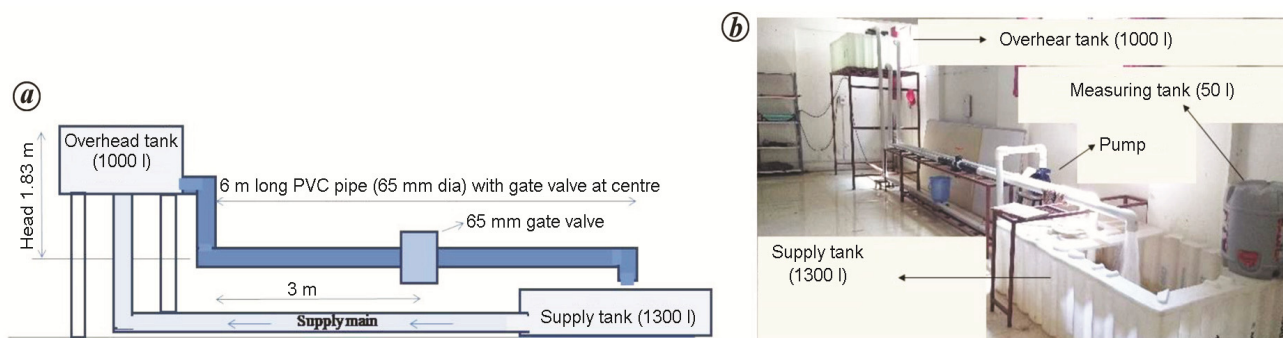 a
Overhead tank
(1000 l)
Head 1.83 m
6 m long PVC pipe (65 mm dia) with gate valve at centre
65 mm gate valve
3 m
Supply main
Supply tank (1300 l)
b
Overhear tank (1000 l)
Measuring tank (50 l)
Pump
Supply tank
(1300 l)